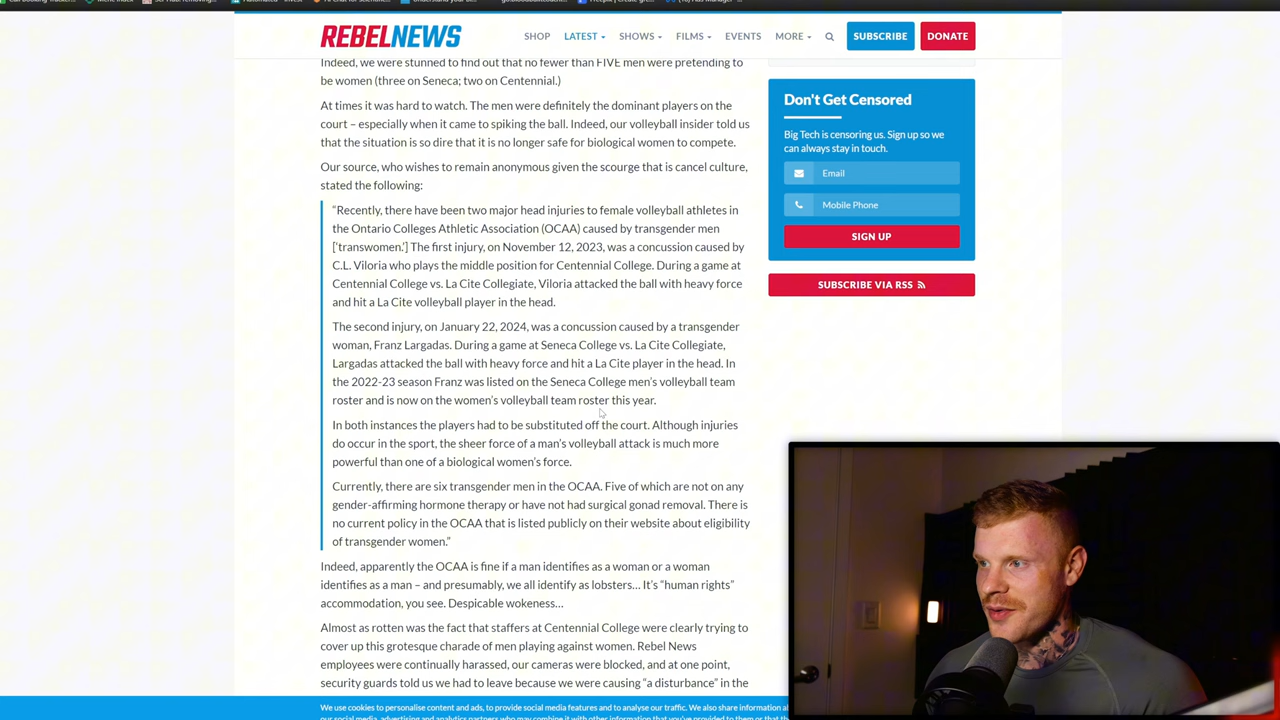 REBELNEWS
SHOP
LATEST
SHOWS
FILMS
EVENTS
MORE
SUBSCRIBE
DONATE
Indeed, we were stunned to find out that no fewer than FIVE men were pretending to
be women (three on Seneca; two on Centennial.)
At times it was hard to watch. The men were definitely the dominant players on the
court – especially when it came to spiking the ball. Indeed, our volleyball insider told us
that the situation is so dire that it is no longer safe for biological women to compete.
Our source, who wishes to remain anonymous given the scourge that is cancel culture,
stated the following:
“Recently, there have been two major head injuries to female volleyball athletes in
the Ontario Colleges Athletic Association (OCAA) caused by transgender men
[‘transwomen.’] The first injury, on November 12, 2023, was a concussion caused by
C.L. Viloria who plays the middle position for Centennial College. During a game at
Centennial College vs. La Cite Collegiate, Viloria attacked the ball with heavy force
and hit a La Cite volleyball player in the head.
The second injury, on January 22, 2024, was a concussion caused by a transgender
woman, Franz Largadas. During a game at Seneca College vs. La Cite Collegiate,
Largadas attacked the ball with heavy force and hit a La Cite player in the head. In
the 2022-23 season Franz was listed on the Seneca College men’s volleyball team
roster and is now on the women’s volleyball team roster this year.
In both instances the players had to be substituted off the court. Although injuries
do occur in the sport, the sheer force of a man’s volleyball attack is much more
powerful than one of a biological women’s force.
Currently, there are six transgender men in the OCAA. Five of which are not on any
gender-affirming hormone therapy or have not had surgical gonad removal. There is
no current policy in the OCAA that is listed publicly on their website about eligibility
of transgender women.”
Indeed, apparently the OCAA is fine if a man identifies as a woman or a woman
identifies as a man – and presumably, we all identify as lobsters… It’s “human rights”
accommodation, you see. Despicable wokeness…
Almost as rotten was the fact that staffers at Centennial College were clearly trying to
cover up this grotesque charade of men playing against women. Rebel News
employees were continually harassed, our cameras were blocked, and at one point,
security guards told us we had to leave because we were causing “a disturbance” in the
Don't Get Censored
Big Tech is censoring us. Sign up so we
can always stay in touch.
Email
Mobile Phone
SIGN UP
SUBSCRIBE VIA RSS
We use cookies to personalise content and ads, to provide social media features and to analyse our traffic. We also share information a